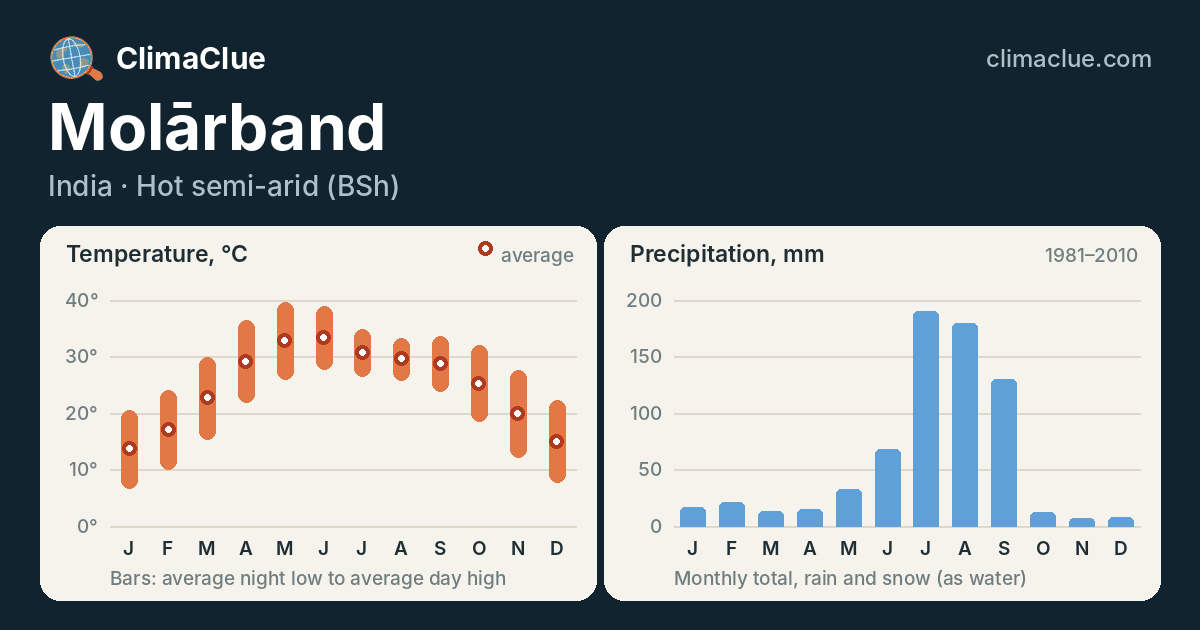 ClimaClue
climaclue.com
Molārband
India · Hot semi-arid (BSh)
Temperature, °C
average
40°
30°
20°
10°
0°
J F M A M J J A S O N D
Bars: average night low to average day high
Precipitation, mm
1981–2010
200
150
100
50
0
J F M A M J J A S O N D
Monthly total, rain and snow (as water)